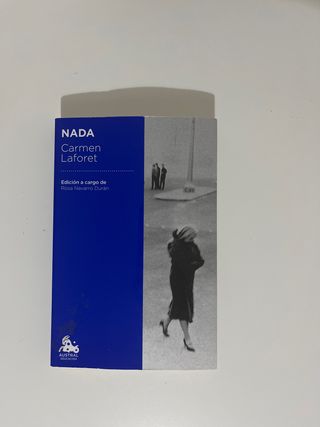 NADA
Carmen
Laforet
Edición a cargo de
Rosa Navarro Durán
AUSTRAL